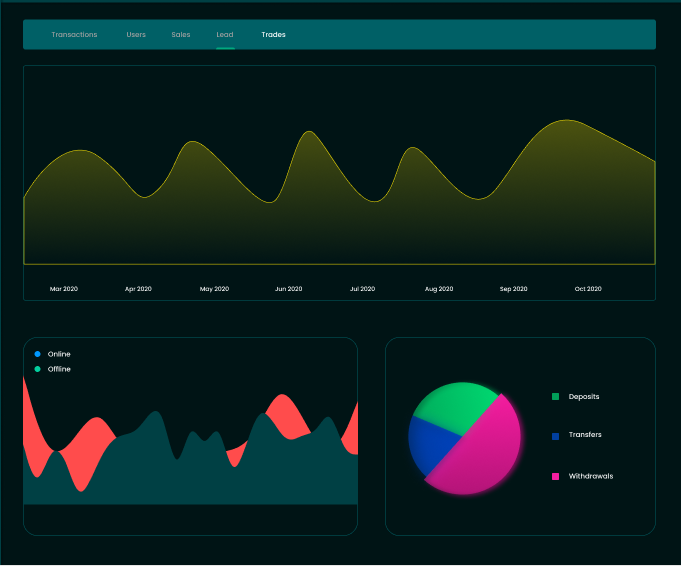 Transactions Users Sales Lead Trades
Mar 2020 Apr 2020 May 2020 Jun 2020 Jul 2020 Aug 2020 Sep 2020 Oct 2020
Online
Offline
Deposits
Transfers
Withdrawals